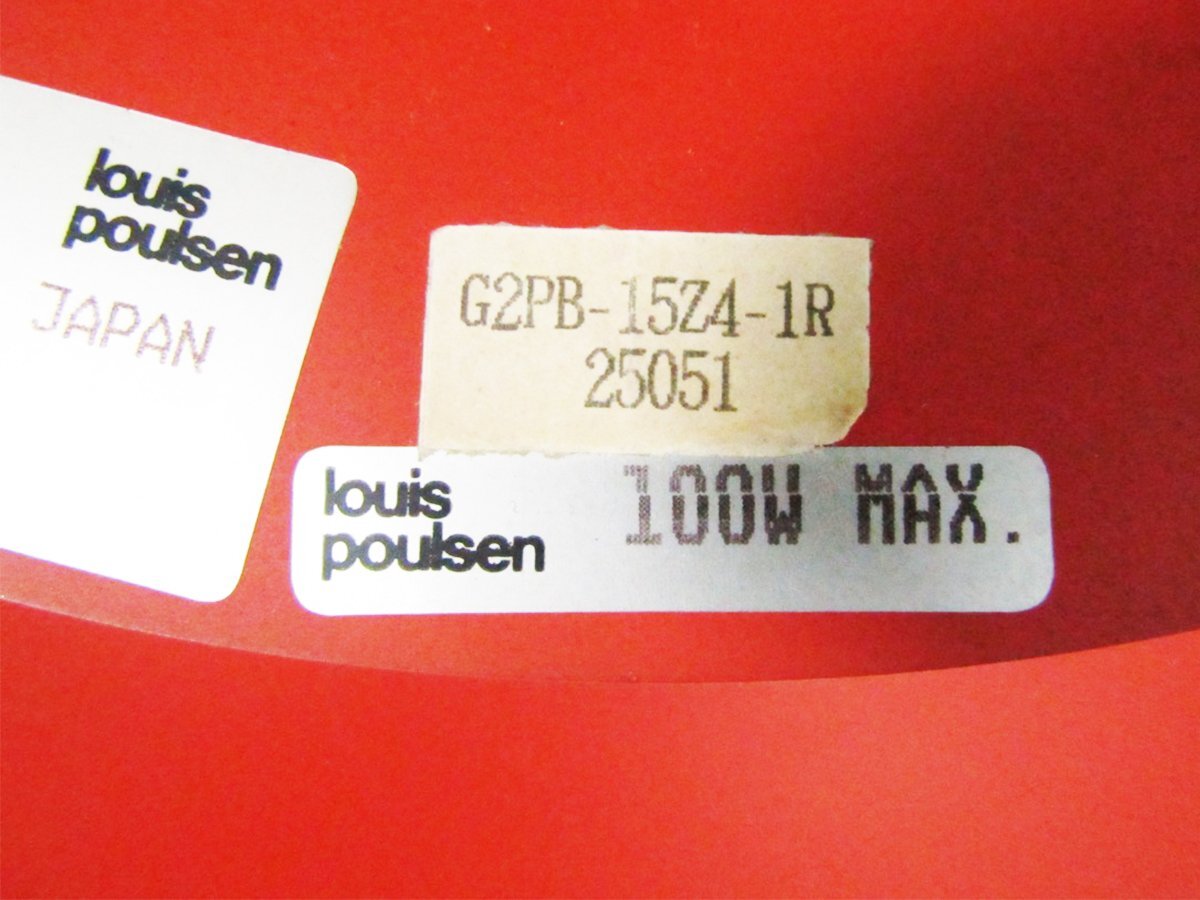 louis
poulsen
JAPAN
G2PB-15Z4-1R
25051
louis
poulsen
100W MAX.